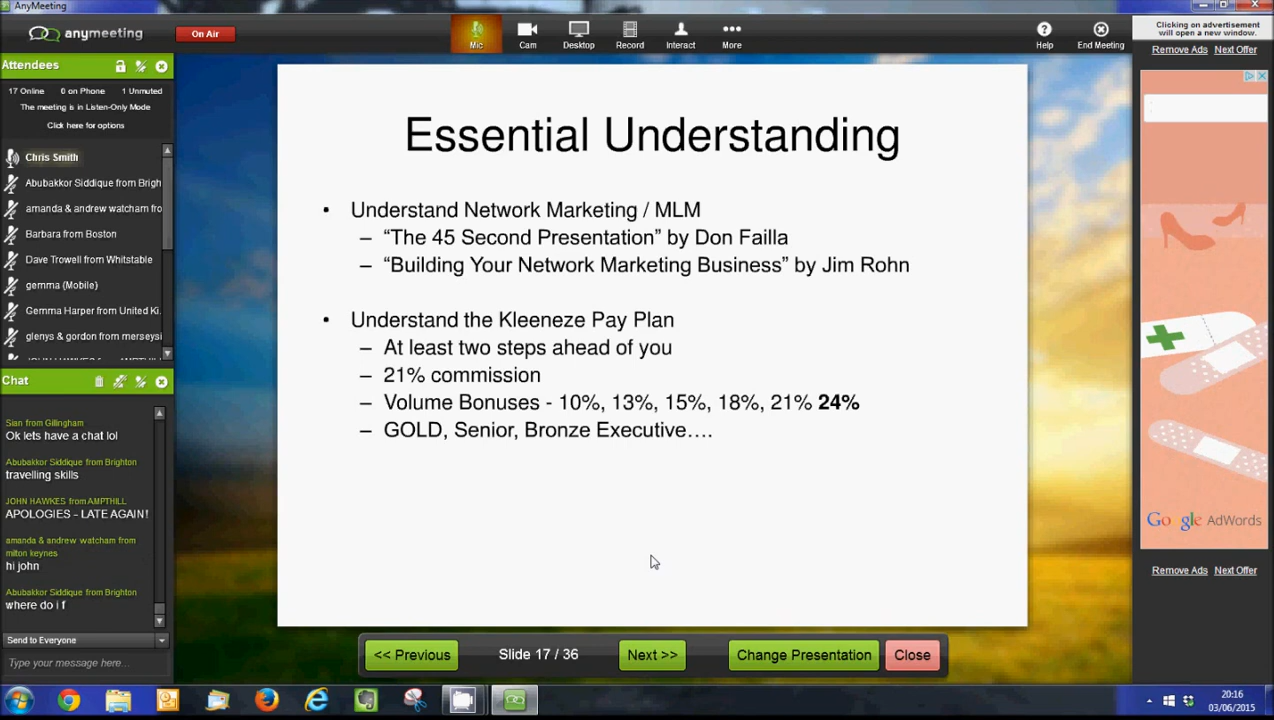 AnyMeeting
anymeeting
On Air
Mic
Cam
Desktop
Record
Interact
More
Help
End Meeting
Clicking on advertisement
will open a new window.
Remove Ads
Next Offer
Attendees
17 Online
0 on Phone
1 Unmuted
The meeting is in Listen-Only Mode
Click here for options
Chris Smith
Abubakkor Siddique from Brigh
amanda & andrew watcham fro
Barbara from Boston
Dave Trowell from Whitstable
gemma (Mobile)
Gemma Harper from United Ki.
glenys & gordon from merseysi
JOHN HAWKES from AMPTHILL
Chat
Sian from Gillingham
Ok lets have a chat lol
Abubakkor Siddique from Brighton
travelling skills
JOHN HAWKES from AMPTHILL
APOLOGIES - LATE AGAIN!
amanda & andrew watcham from
milton keynes
hi john
Abubakkor Siddique from Brighton
where do i f
Send to Everyone
Type your message here...
Essential Understanding
• Understand Network Marketing / MLM
– “The 45 Second Presentation” by Don Failla
– “Building Your Network Marketing Business” by Jim Rohn
• Understand the Kleeneze Pay Plan
– At least two steps ahead of you
– 21% commission
– Volume Bonuses - 10%, 13%, 15%, 18%, 21% 24%
– GOLD, Senior, Bronze Executive....
<< Previous
Slide 17 / 36
Next >>
Change Presentation
Close
Google AdWords
Remove Ads
Next Offer
20:16
03/06/2015